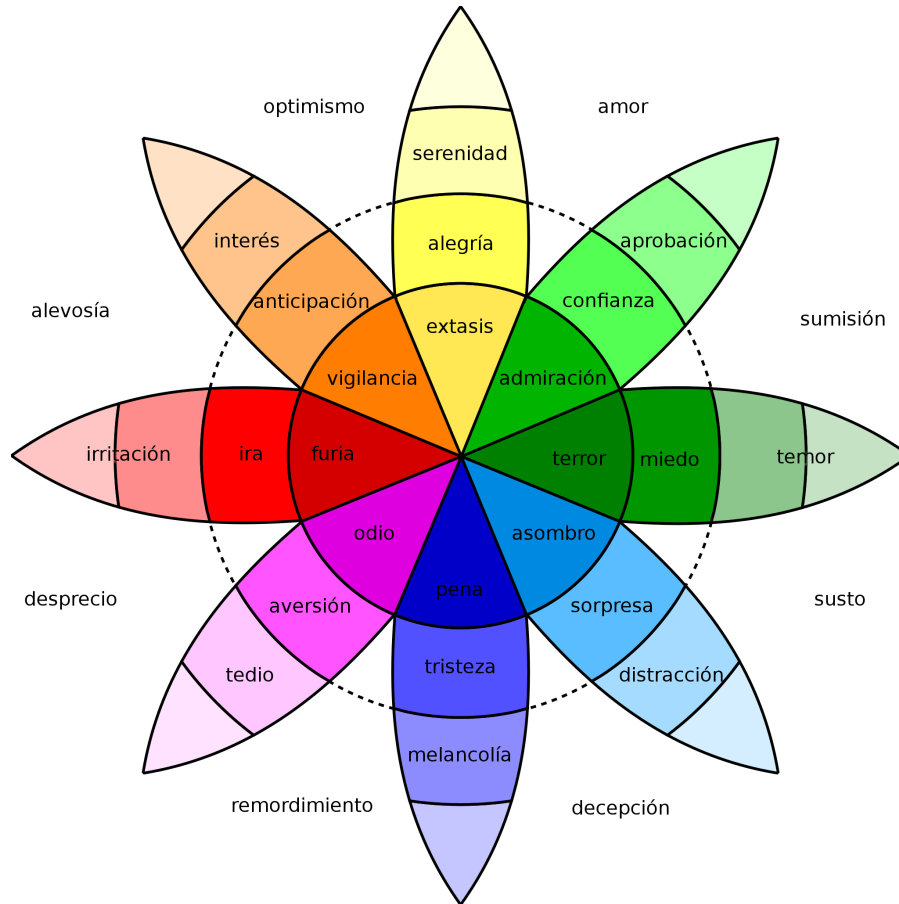 optimismo
amor
serenidad
interés
alegría
aprobación
anticipación
confianza
alevosía
extasis
sumisión
vigilancia
admiración
irritación
ira
furia
terror
miedo
temor
odio
asombro
desprecio
pena
susto
aversión
sorpresa
tedio
tristeza
distracción
melancolía
remordimiento
decepción